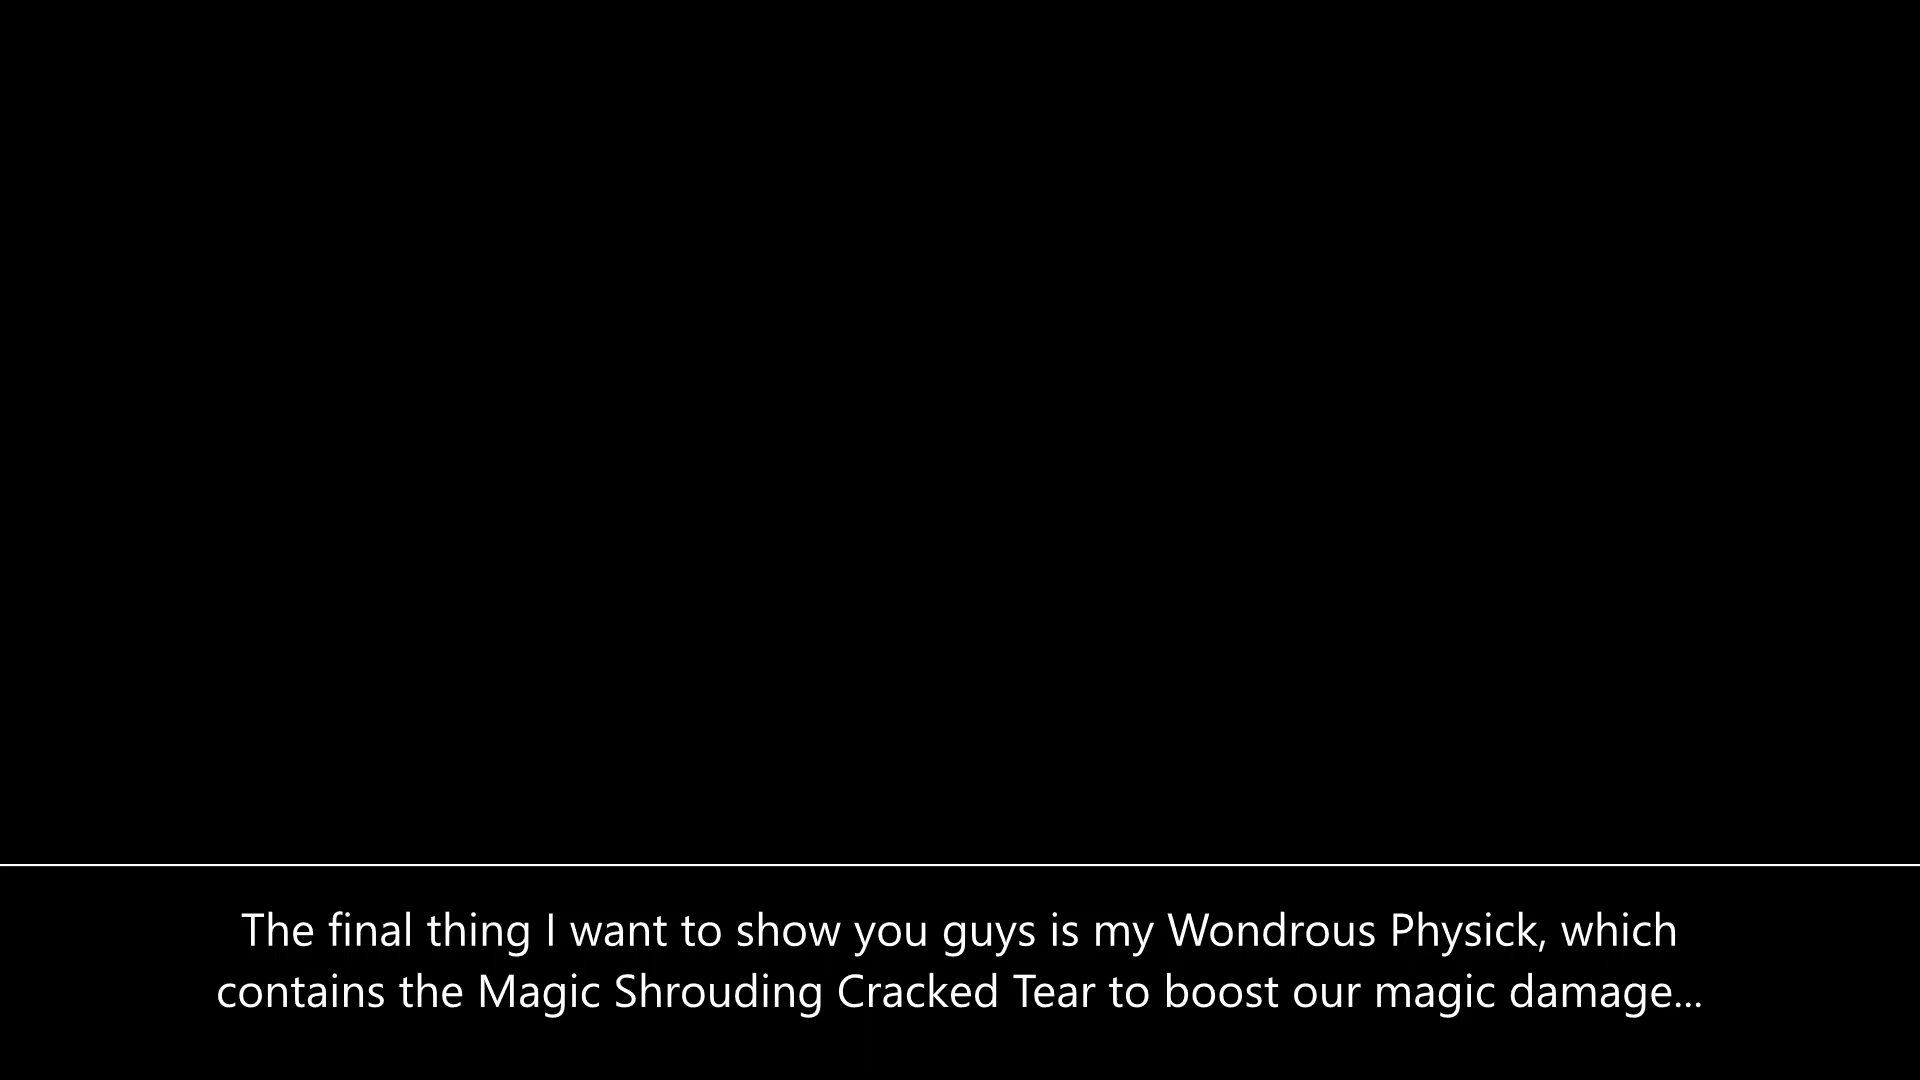 The final thing I want to show you guys is my Wondrous Physick, which
contains the Magic Shrouding Cracked Tear to boost our magic damage...